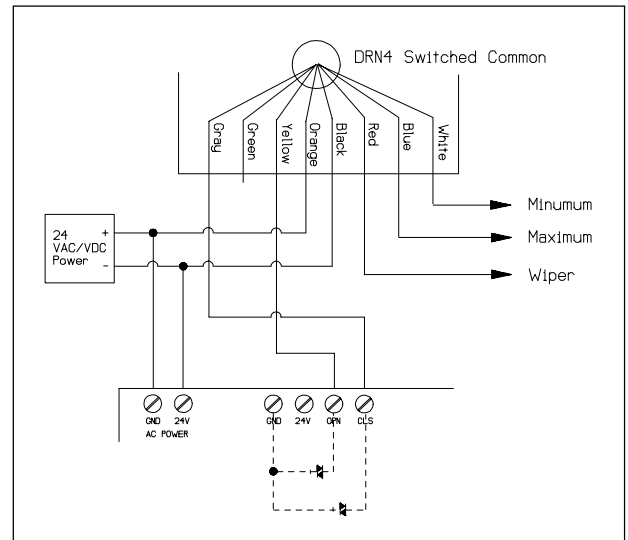 DRN4 Switched Common
Gray
Green
Yellow
Orange
Black
Red
Blue
White
Minumum
24
VAC/VDC
Power
+
-
Maximum
Wiper
GND
24V
GND
24V
OPN
CLS
AC POWER